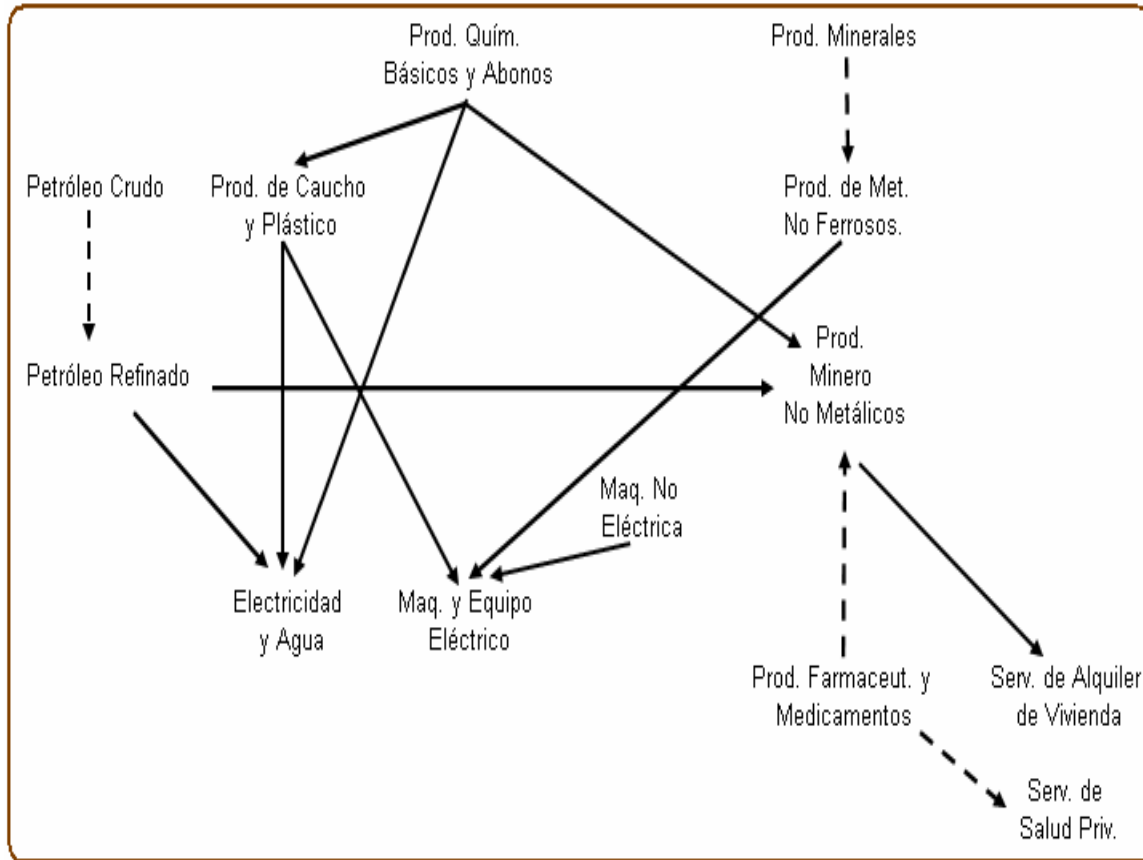 Prod. Quím.
Básicos y Abonos
Prod. Minerales
Petróleo Crudo
Prod. de Caucho
y Plástico
Prod. de Met.
No Ferrosos.
Petróleo Refinado
Prod.
Minero
No Metálicos
Maq. No
Eléctrica
Electricidad
y Agua
Maq. y Equipo
Eléctrico
Prod. Farmaceut. y
Medicamentos
Serv. de Alquiler
de Vivienda
Serv. de
Salud Priv.